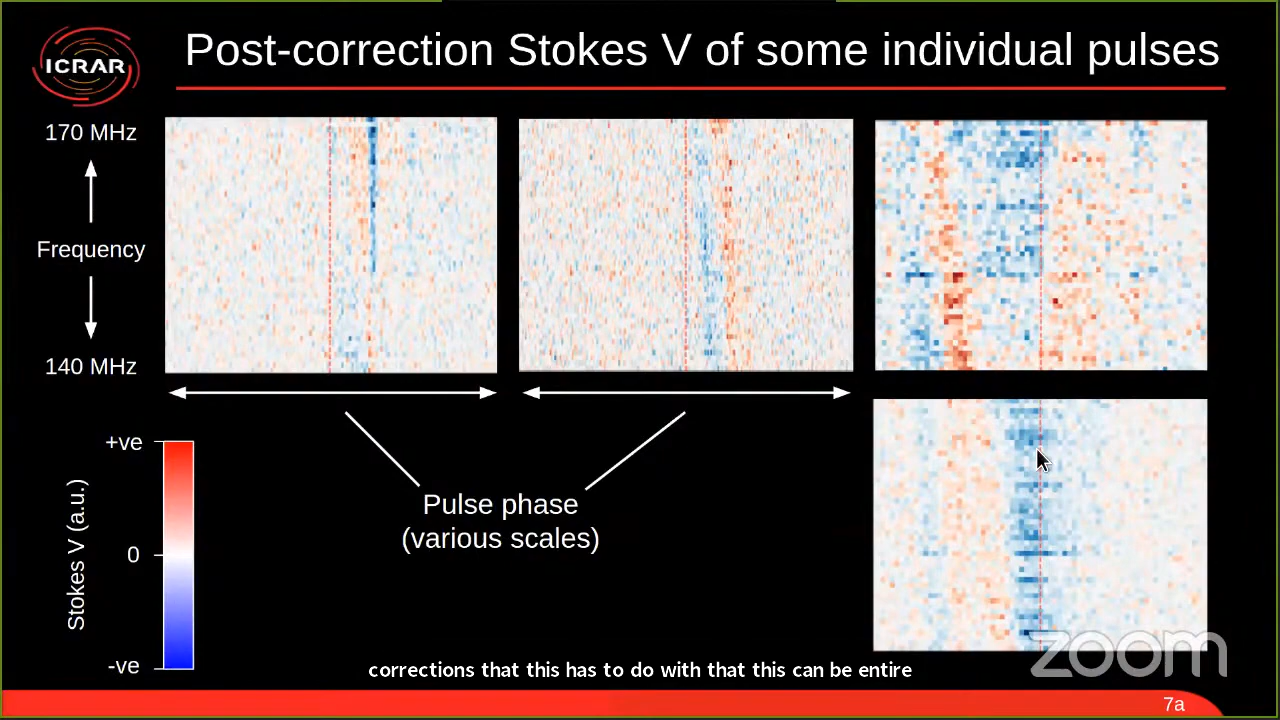 ICRAR
Post-correction Stokes V of some individual pulses
170 MHz
Frequency
140 MHz
+ve
0
-ve
Stokes V (a.u.)
Pulse phase
(various scales)
corrections that this has to do with that this can be entire
zoom
7a